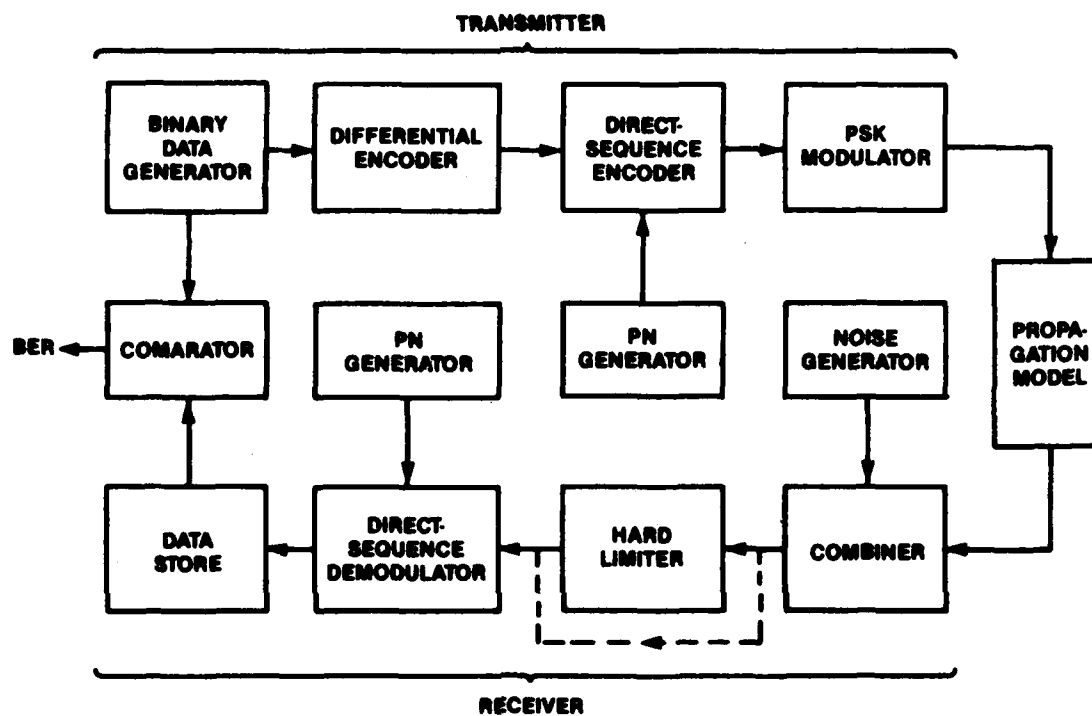 TRANSMITTER
BINARY
DATA
GENERATOR
DIFFERENTIAL
ENCODER
DIRECT-
SEQUENCE
ENCODER
PSK
MODULATOR
BER
COMARATOR
PN
GENERATOR
PN
GENERATOR
NOISE
GENERATOR
PROPA-
GATION
MODEL
DATA
STORE
DIRECT-
SEQUENCE
DEMODULATOR
HARD
LIMITER
COMBINER
RECEIVER